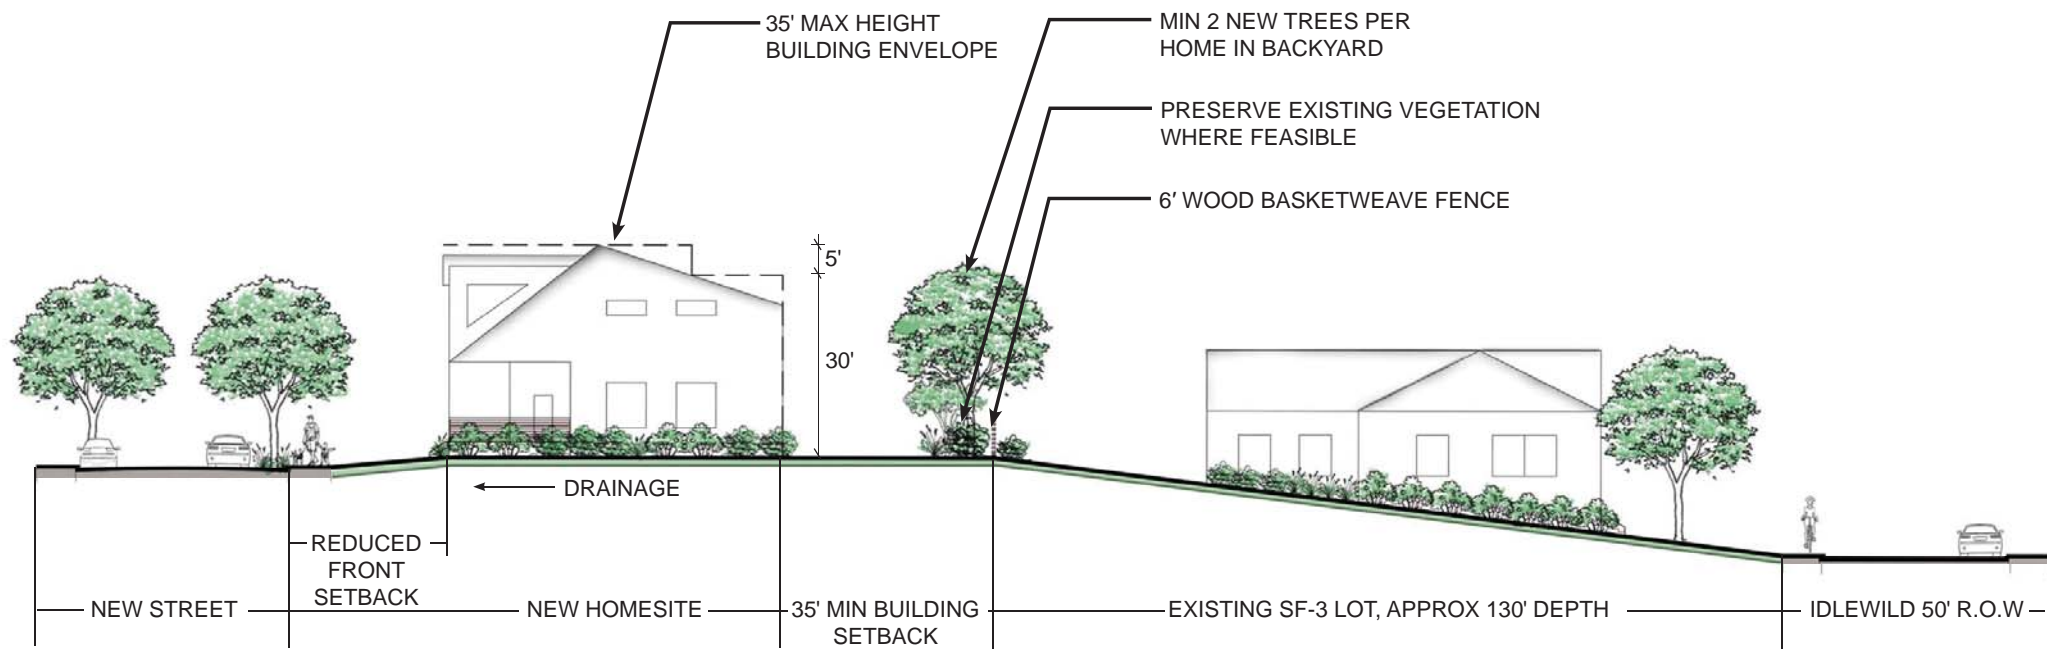 35' MAX HEIGHT
BUILDING ENVELOPE
MIN 2 NEW TREES PER
HOME IN BACKYARD
PRESERVE EXISTING VEGETATION
WHERE FEASIBLE
6' WOOD BASKETWEAVE FENCE
5'
30'
DRAINAGE
REDUCED
FRONT
SETBACK
NEW STREET
NEW HOMESITE
35' MIN BUILDING
SETBACK
EXISTING SF-3 LOT, APPROX 130' DEPTH
IDLEWILD 50' R.O.W